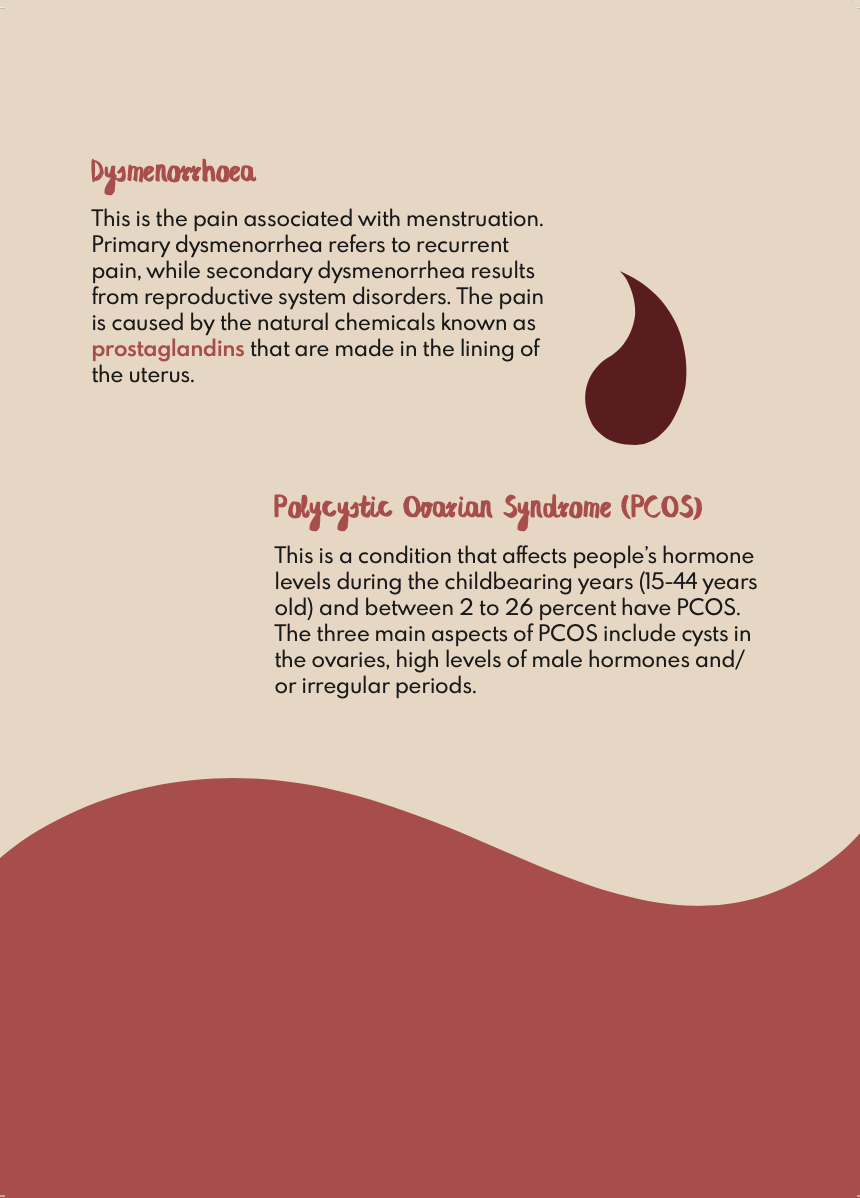 Dysmenorrhoea
This is the pain associated with menstruation.
Primary dysmenorrhea refers to recurrent
pain, while secondary dysmenorrhea results
from reproductive system disorders. The pain
is caused by the natural chemicals known as
prostaglandins that are made in the lining of
the uterus.
Polycystic Ovarian Syndrome (PCOS)
This is a condition that affects people’s hormone
levels during the childbearing years (15-44 years
old) and between 2 to 26 percent have PCOS.
The three main aspects of PCOS include cysts in
the ovaries, high levels of male hormones and/
or irregular periods.